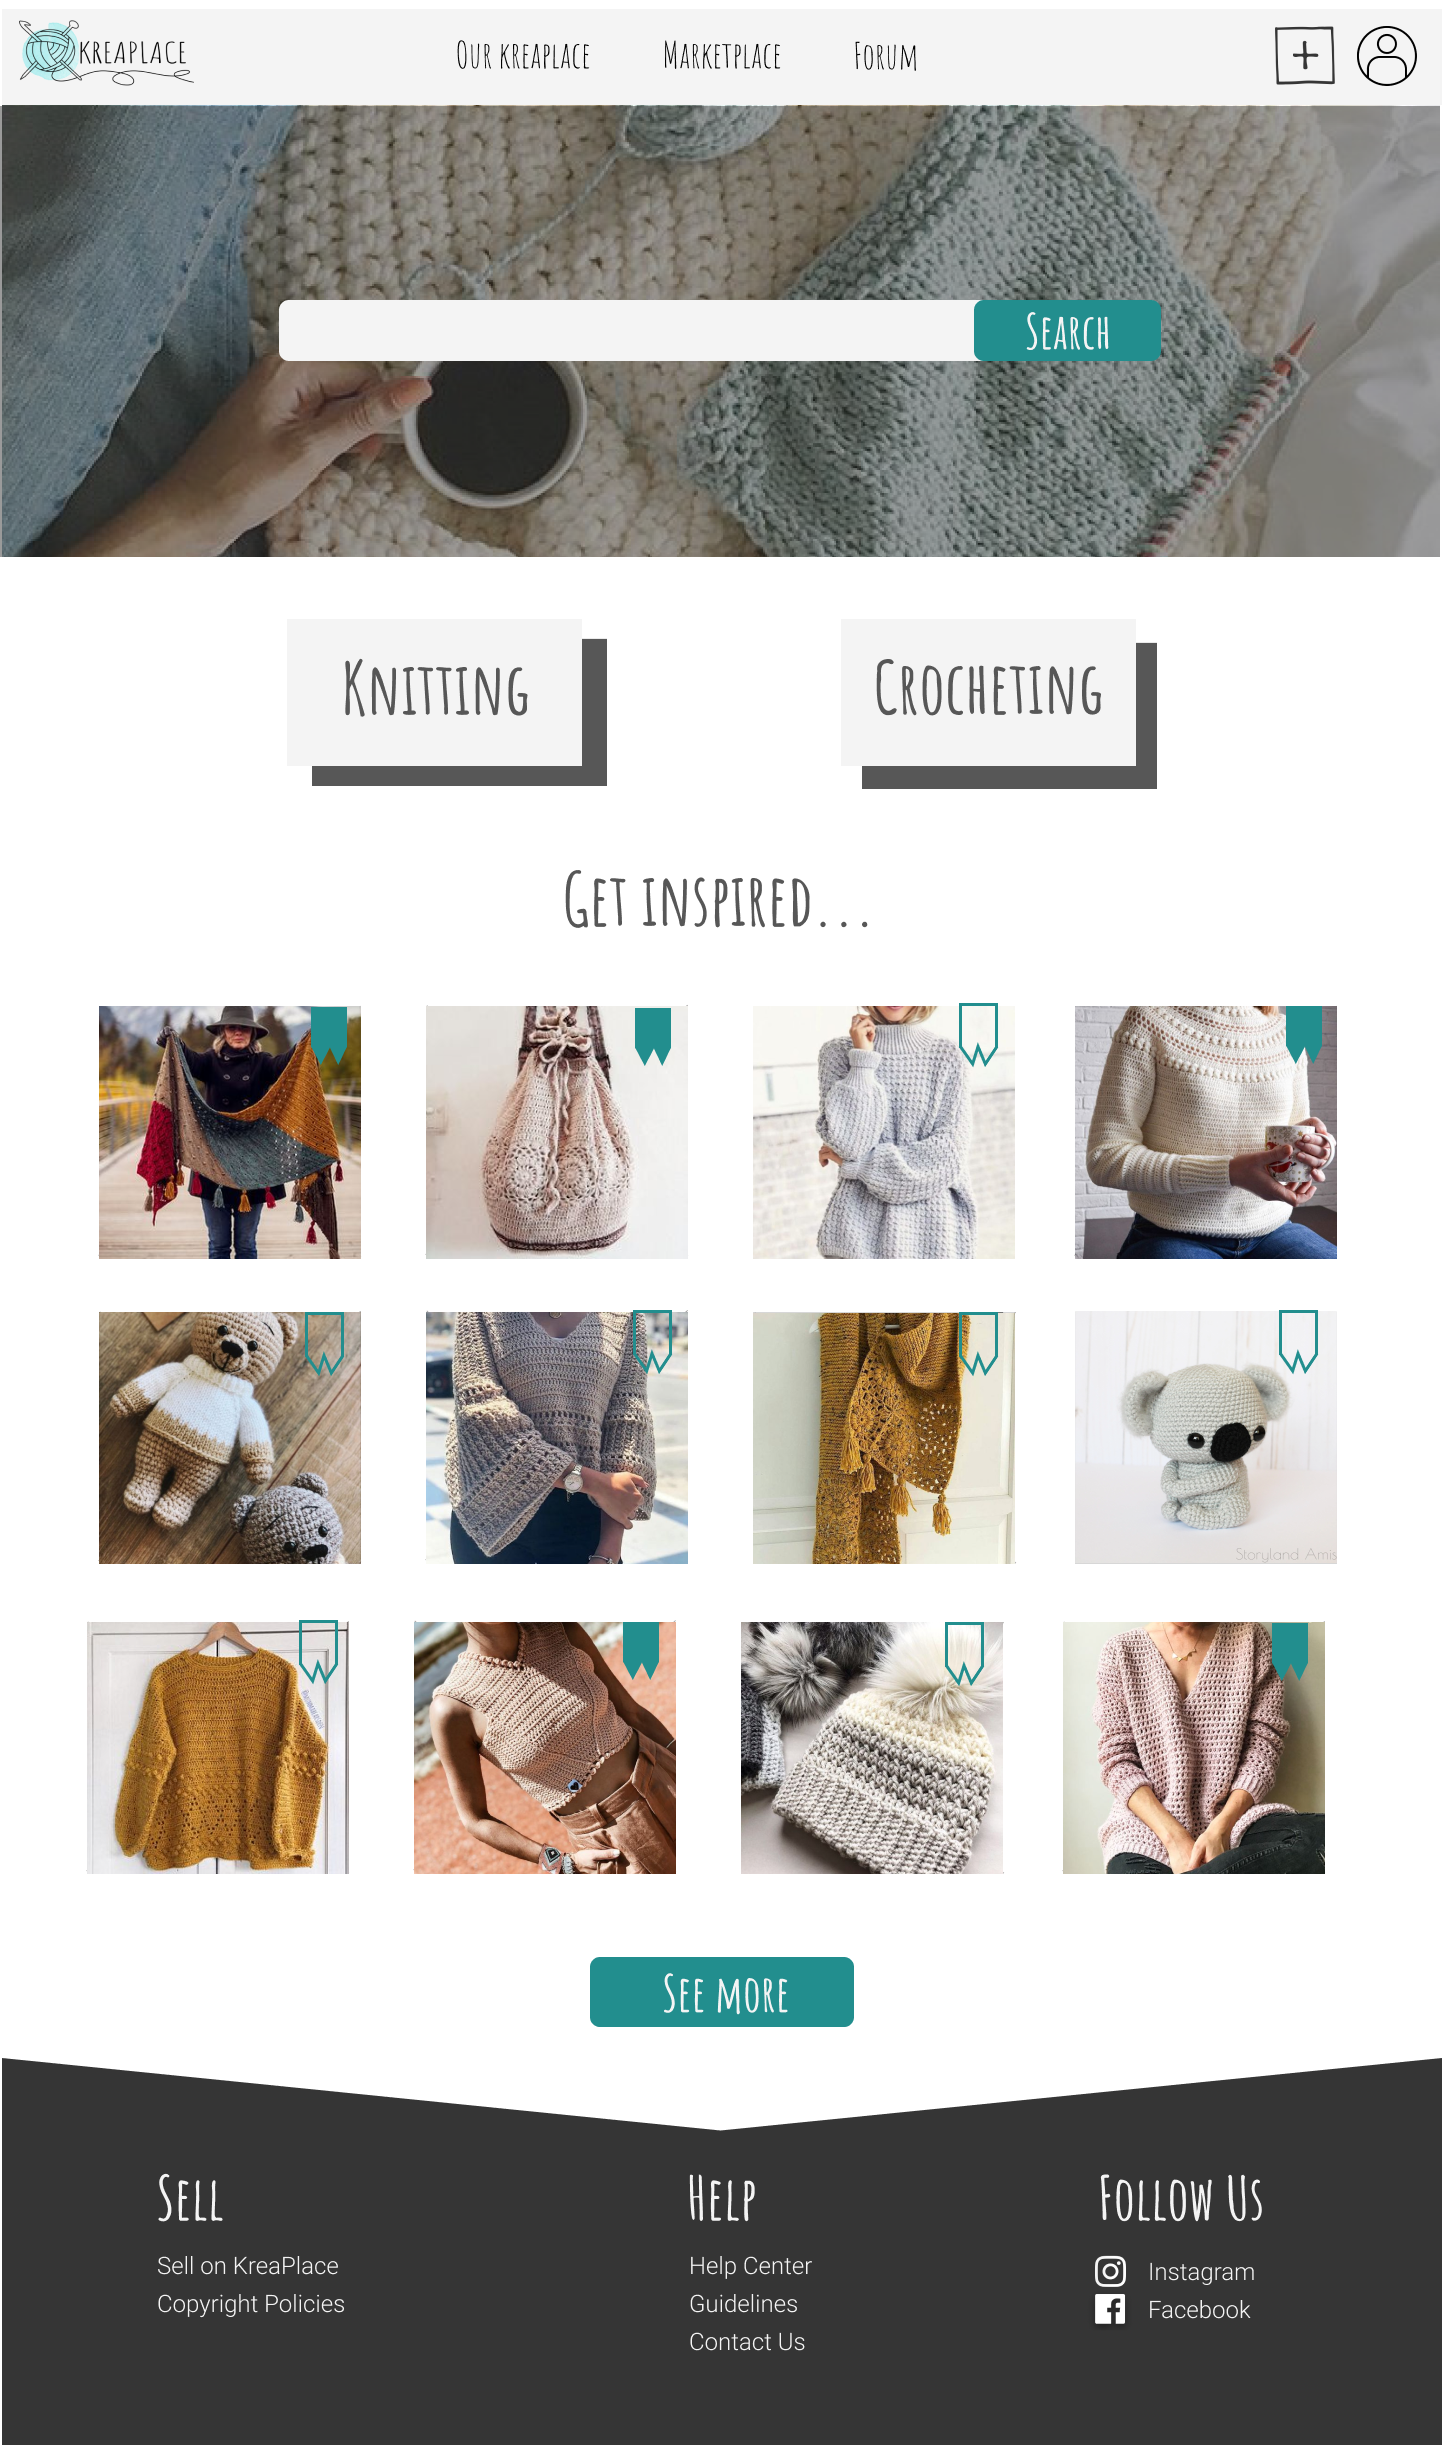 KREAPLACE
Our kreaplace
Marketplace
Forum
Search
Knitting
Crocheting
Get inspired...
Storyland Amis
See more
Sell
Sell on KreaPlace
Copyright Policies
Help
Help Center
Guidelines
Contact Us
Follow Us
Instagram
Facebook